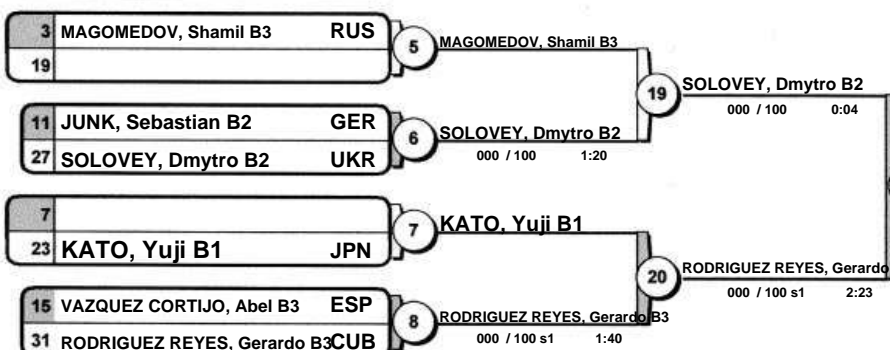 3 MAGOMEDOV, Shamil B3 RUS
19
5
MAGOMEDOV, Shamil B3
11 JUNK, Sebastian B2 GER
27 SOLOVEY, Dmytro B2 UKR
6
SOLOVEY, Dmytro B2
000 / 100 1:20
19
SOLOVEY, Dmytro B2
000 / 100 0:04
7
23 KATO, Yuji B1 JPN
7
KATO, Yuji B1
15 VAZQUEZ CORTIJO, Abel B3 ESP
31 RODRIGUEZ REYES, Gerardo B3 CUB
8
RODRIGUEZ REYES, Gerardo B3
000 / 100 s1 1:40
20
RODRIGUEZ REYES, Gerardo
000 / 100 s1 2:23